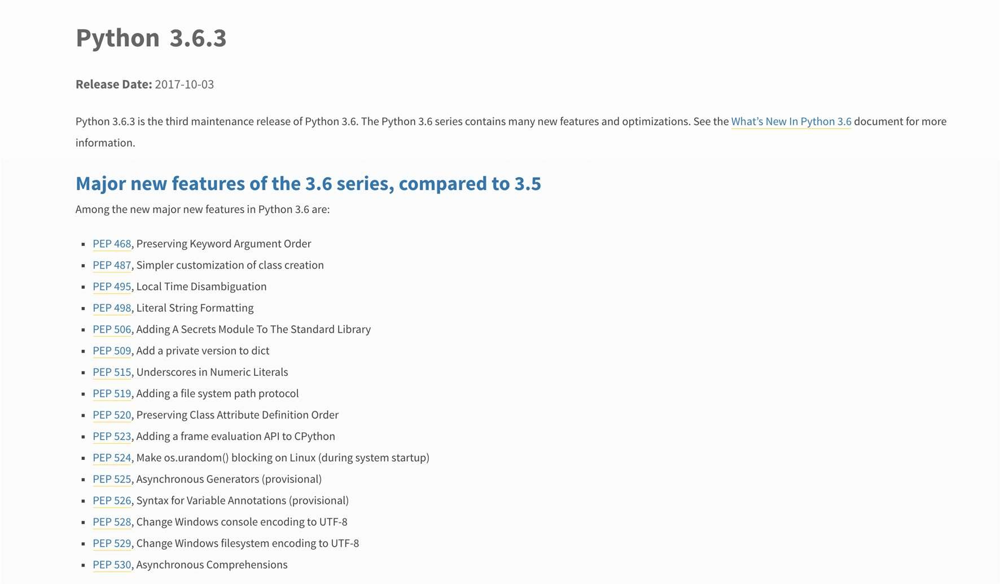 Python 3.6.3
Release Date: 2017-10-03
Python 3.6.3 is the third maintenance release of Python 3.6. The Python 3.6 series contains many new features and optimizations. See the What’s New In Python 3.6 document for more
information.
Major new features of the 3.6 series, compared to 3.5
Among the new major new features in Python 3.6 are:
▪ PEP 468, Preserving Keyword Argument Order
▪ PEP 487, Simpler customization of class creation
▪ PEP 495, Local Time Disambiguation
▪ PEP 498, Literal String Formatting
▪ PEP 506, Adding A Secrets Module To The Standard Library
▪ PEP 509, Add a private version to dict
▪ PEP 515, Underscores in Numeric Literals
▪ PEP 519, Adding a file system path protocol
▪ PEP 520, Preserving Class Attribute Definition Order
▪ PEP 523, Adding a frame evaluation API to CPython
▪ PEP 524, Make os.urandom() blocking on Linux (during system startup)
▪ PEP 525, Asynchronous Generators (provisional)
▪ PEP 526, Syntax for Variable Annotations (provisional)
▪ PEP 528, Change Windows console encoding to UTF-8
▪ PEP 529, Change Windows filesystem encoding to UTF-8
▪ PEP 530, Asynchronous Comprehensions